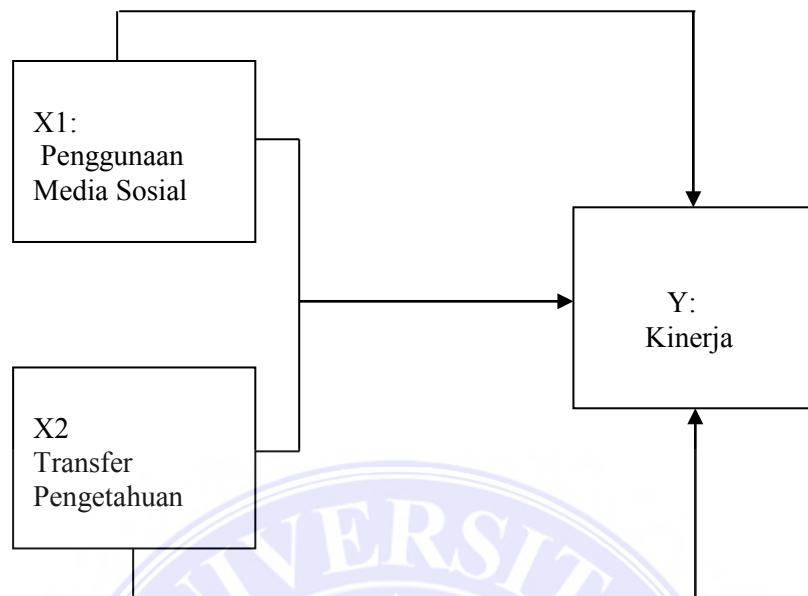 X1:
Penggunaan
Media Sosial
Y:
Kinerja
X2
Transfer
Pengetahuan